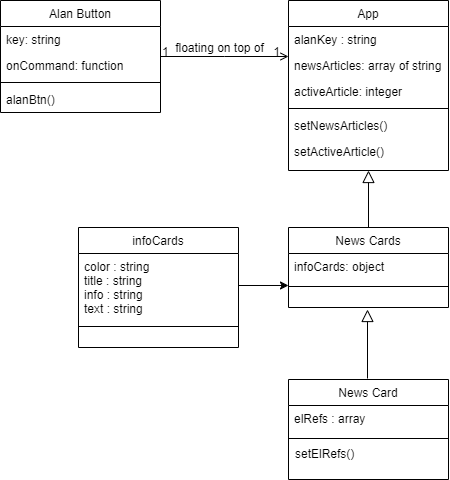 Alan Button
key: string
onCommand: function
alanBtn()
1 floating on top of 1
App
alanKey : string
newsArticles: array of string
activeArticle: integer
setNewsArticles()
setActiveArticle()
infoCards
color : string
title : string
info : string
text : string
News Cards
infoCards: object
News Card
elRefs : array
setElRefs()